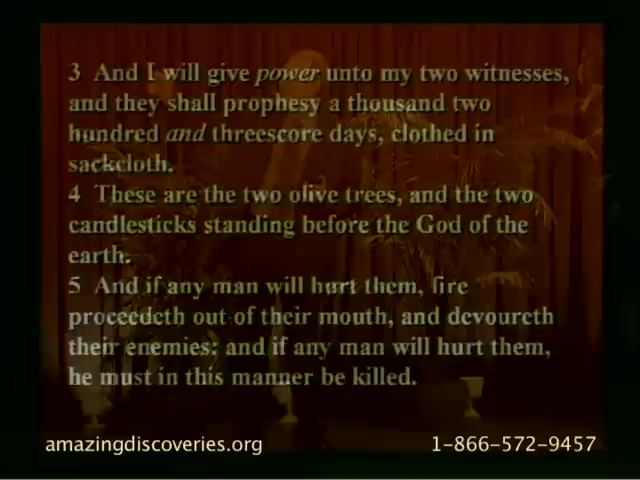 3 And I will give power unto my two witnesses,
and they shall prophesy a thousand two
hundred and threescore days, clothed in
sackcloth.
4 These are the two olive trees, and the two
candlesticks standing before the God of the
earth.
5 And if any man will hurt them, fire
proceedeth out of their mouth, and devoureth
their enemies: and if any man will hurt them,
he must in this manner be killed.
amazingdiscoveries.org
1-866-572-9457